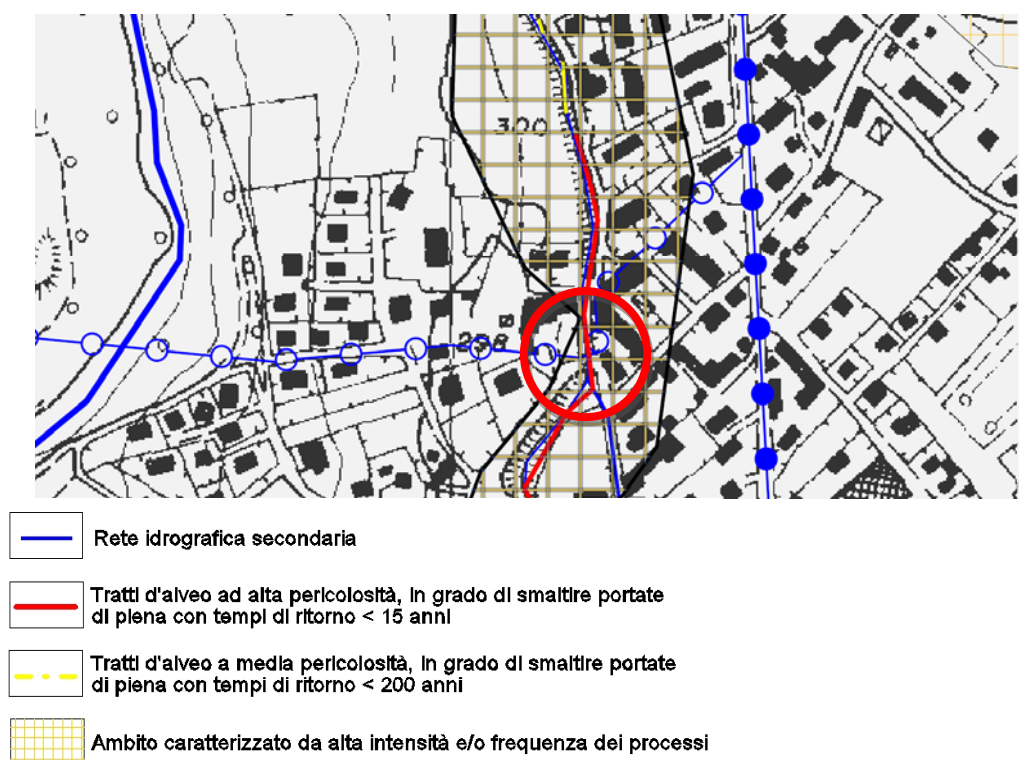 320
Rete idrografica secondaria
Tratti d'alveo ad alta pericolosità, in grado di smaltire portate
di piena con tempi di ritorno < 15 anni
Tratti d'alveo a media pericolosità, in grado di smaltire portate
di piena con tempi di ritorno < 200 anni
Ambito caratterizzato da alta intensità e/o frequenza dei processi